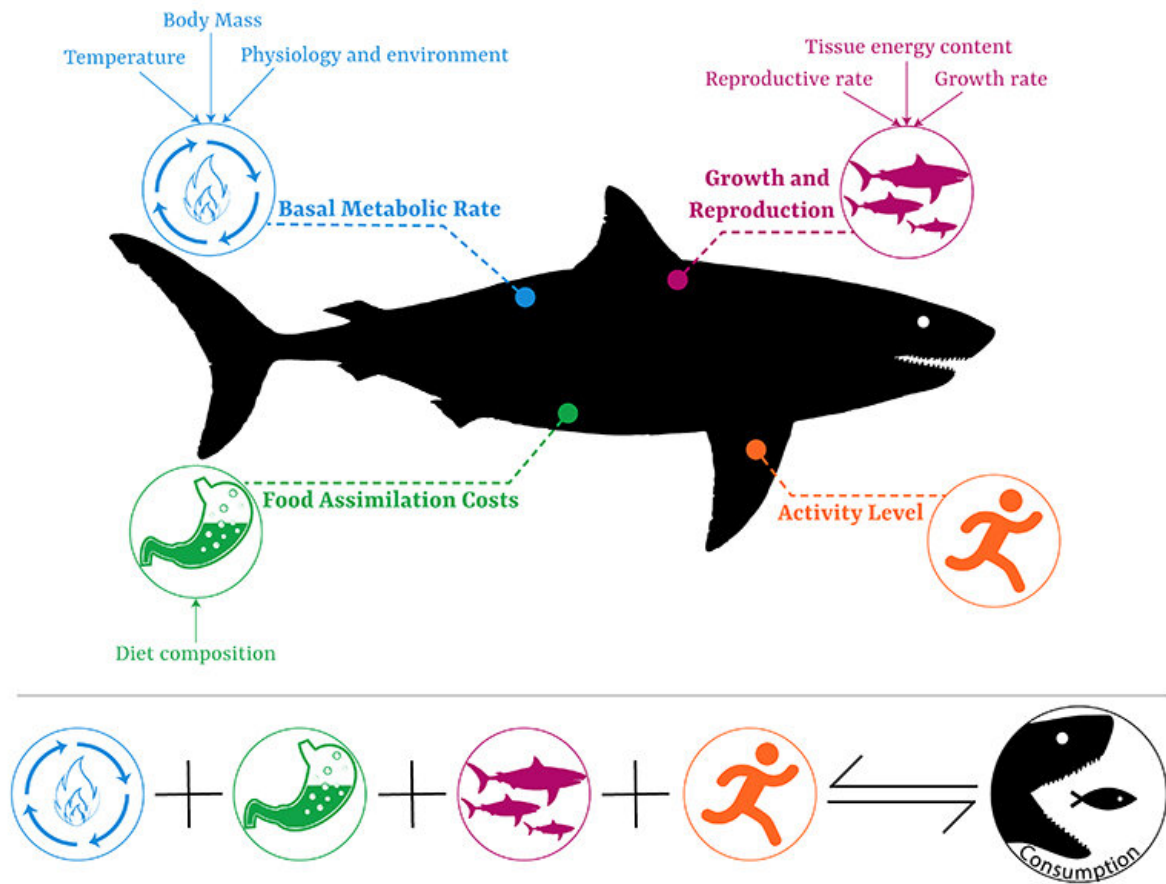 Body Mass
Temperature
Physiology and environment
Tissue energy content
Reproductive rate
Growth rate
Basal Metabolic Rate
Growth and
Reproduction
Food Assimilation Costs
Activity Level
Diet composition
Consumption